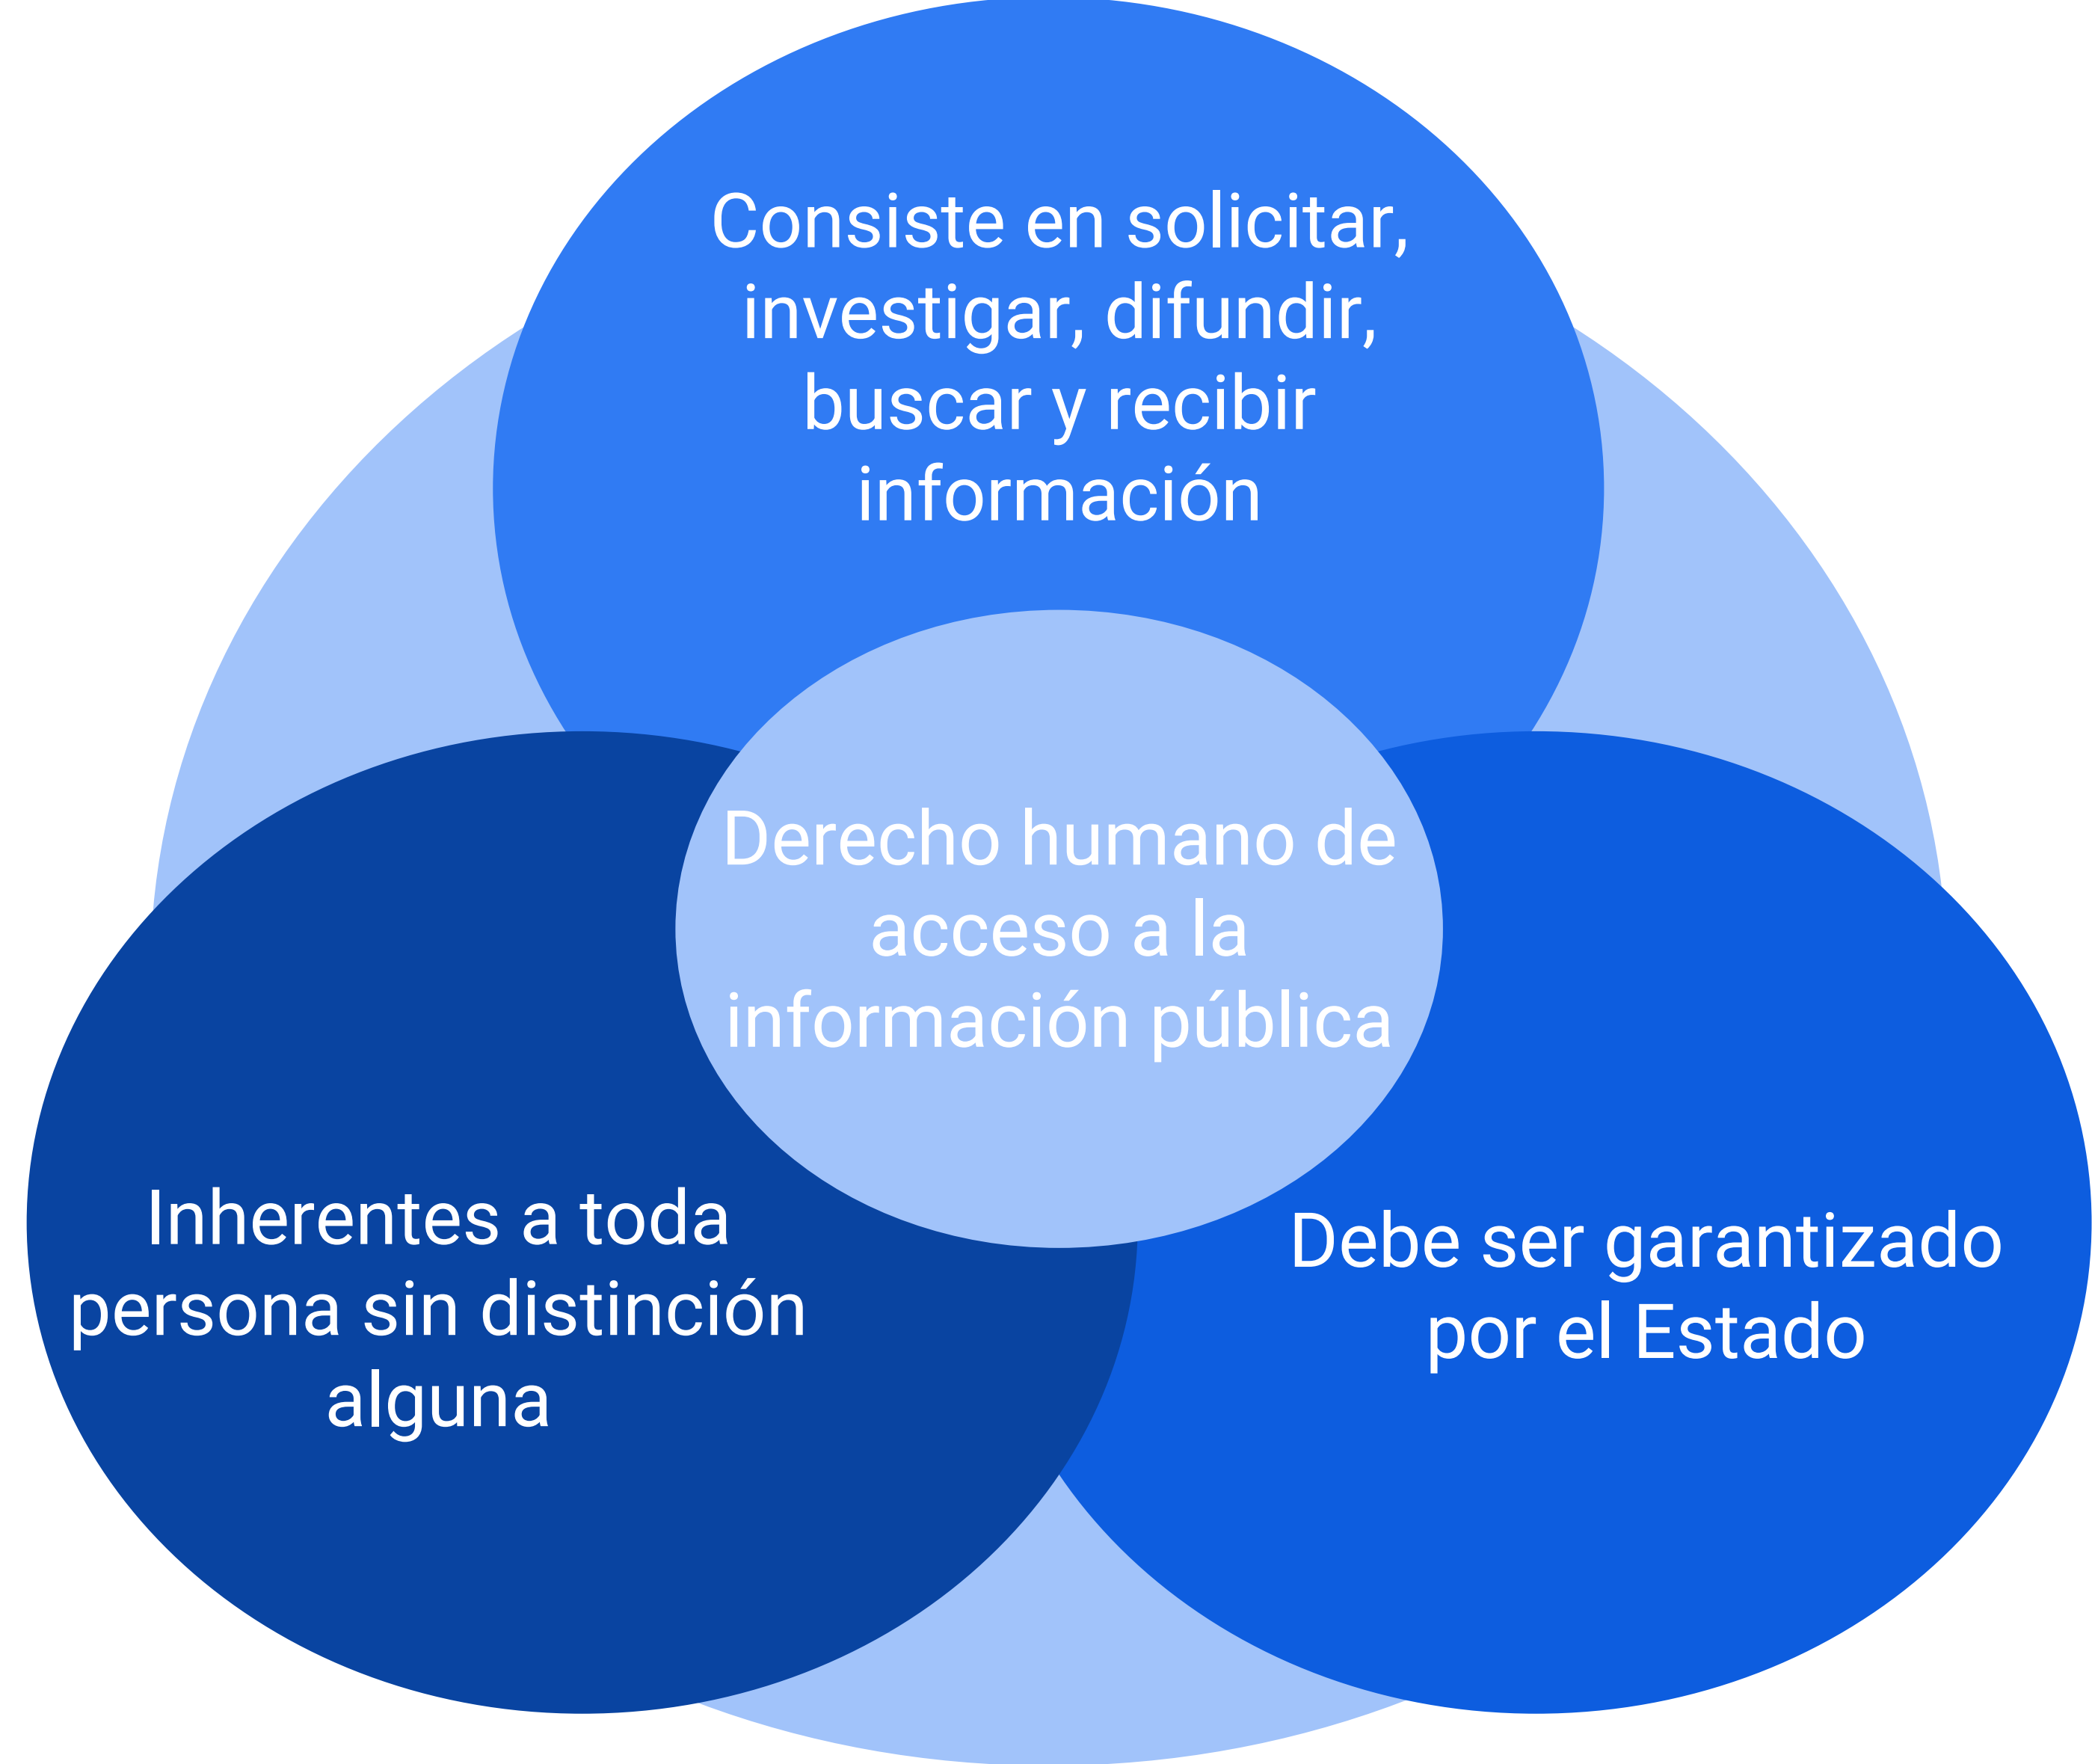 Consiste en solicitar,
investigar, difundir,
buscar y recibir
información
Derecho humano de
acceso a la
información pública
Inherentes a toda
persona sin distinción
alguna
Debe ser garantizado
por el Estado